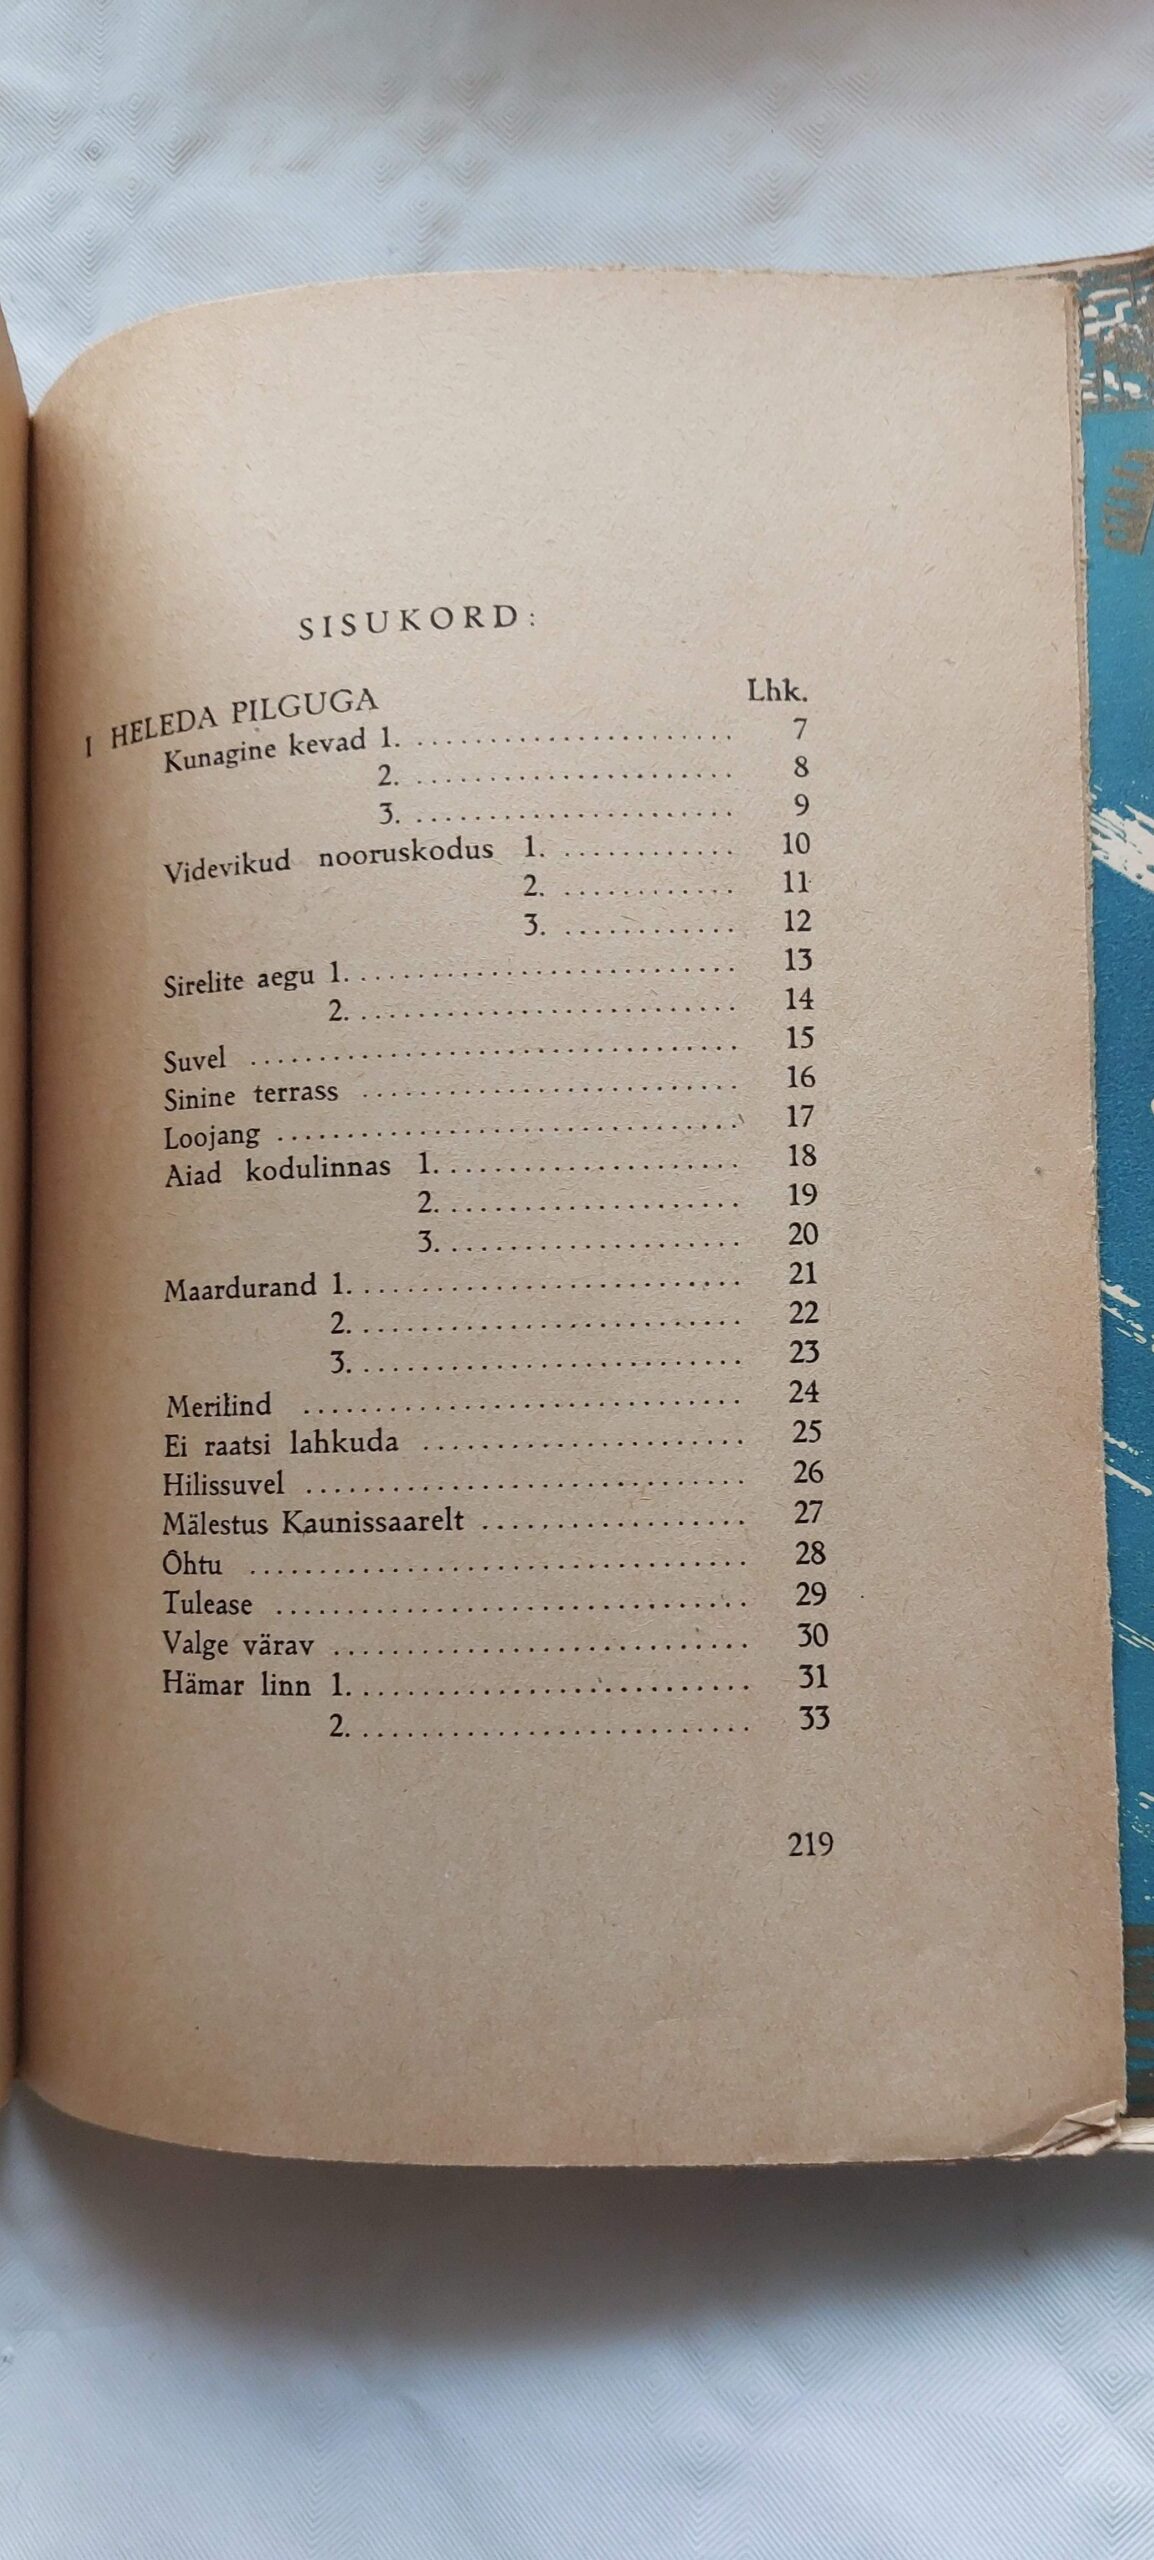 SISUKORD:
Lhk.
I HELEDA PILGUGA
Kunagine kevad 1. ...................... 7
2. ...................... 8
3. ...................... 9
Videvikud nooruskodus 1. ............ 10
2. ............ 11
3. ............ 12
Sirelite aegu 1. .......................... 13
2. .......................... 14
Suvel .................................. 15
Sinine terrass .......................... 16
Loojang ................................ 17
Aiad kodulinnas 1. ..................... 18
2. ..................... 19
3. ..................... 20
Maardurand 1. ........................... 21
2. ........................... 22
3. ........................... 23
Merilind ............................... 24
Ei raatsi lahkuda ....................... 25
Hilissuvel ............................... 26
Mälestus Kaunissaarelt ................... 27
Õhtu ................................... 28
Tulease ................................. 29
Valge värav ............................. 30
Hämar linn 1. ........................... 31
2. ........................... 33
219